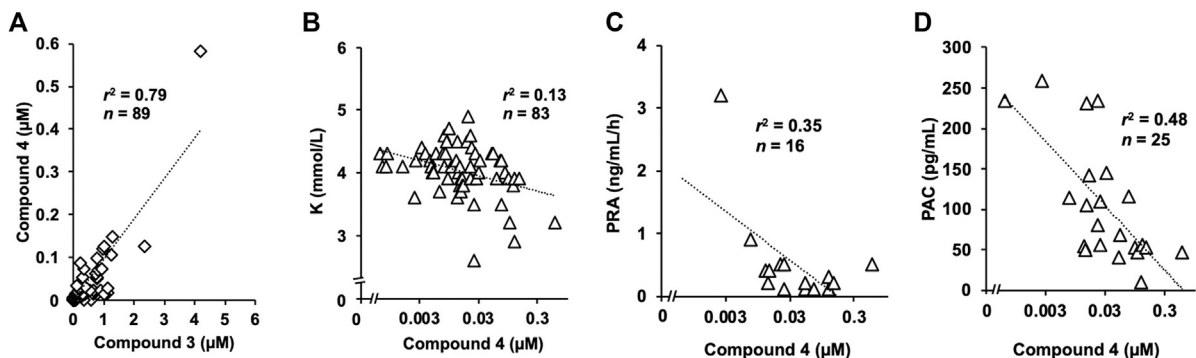 A
Compound 4 (µM)
0.6
0.5
0.4
0.3
0.2
0.1
0
r² = 0.79
n = 89
0 1 2 3 4 5 6
Compound 3 (µM)
B
K (mmol/L)
6
5
4
3
0
r² = 0.13
n = 83
0 0.003 0.03 0.3
Compound 4 (µM)
C
PRA (ng/mL/h)
4
3
2
1
0
r² = 0.35
n = 16
0 0.003 0.03 0.3
Compound 4 (µM)
D
PAC (pg/mL)
300
250
200
150
100
50
0
r² = 0.48
n = 25
0 0.003 0.03 0.3
Compound 4 (µM)